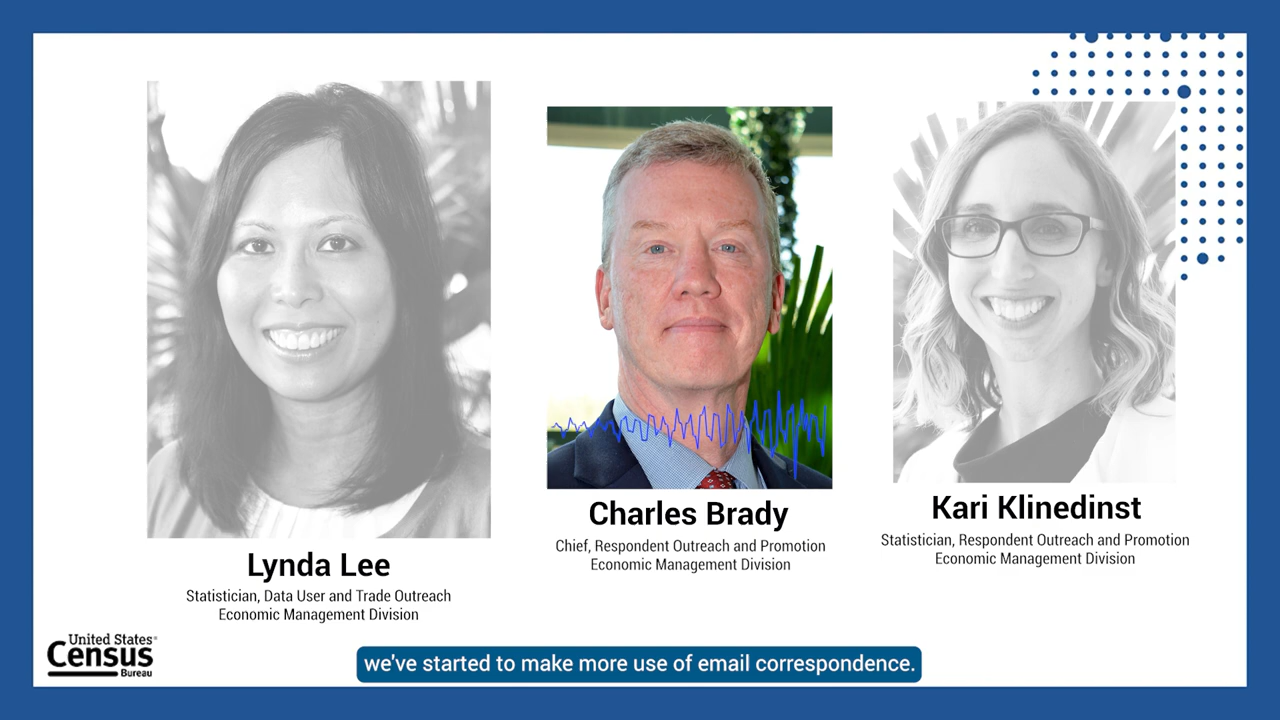 Lynda Lee
Statistician, Data User and Trade Outreach
Economic Management Division
Charles Brady
Chief, Respondent Outreach and Promotion
Economic Management Division
Kari Klinedinst
Statistician, Respondent Outreach and Promotion
Economic Management Division
United States®
Census
Bureau
we've started to make more use of email correspondence.